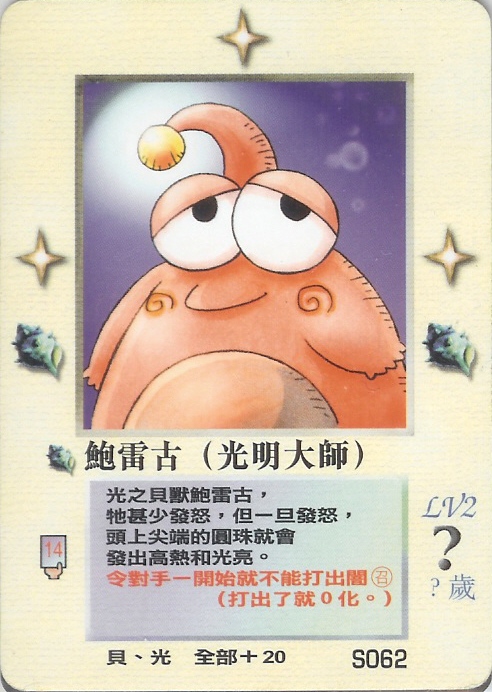 鮑雷古（光明大師）
光之貝獸鮑雷古，
牠甚少發怒，但一旦發怒，
頭上尖端的圓珠就會
發出高熱和光亮。
令對手一開始就不能打出闇㊂
（打出了就０化。）
LV2
?
?歲
14
貝、光　全部＋20
S062